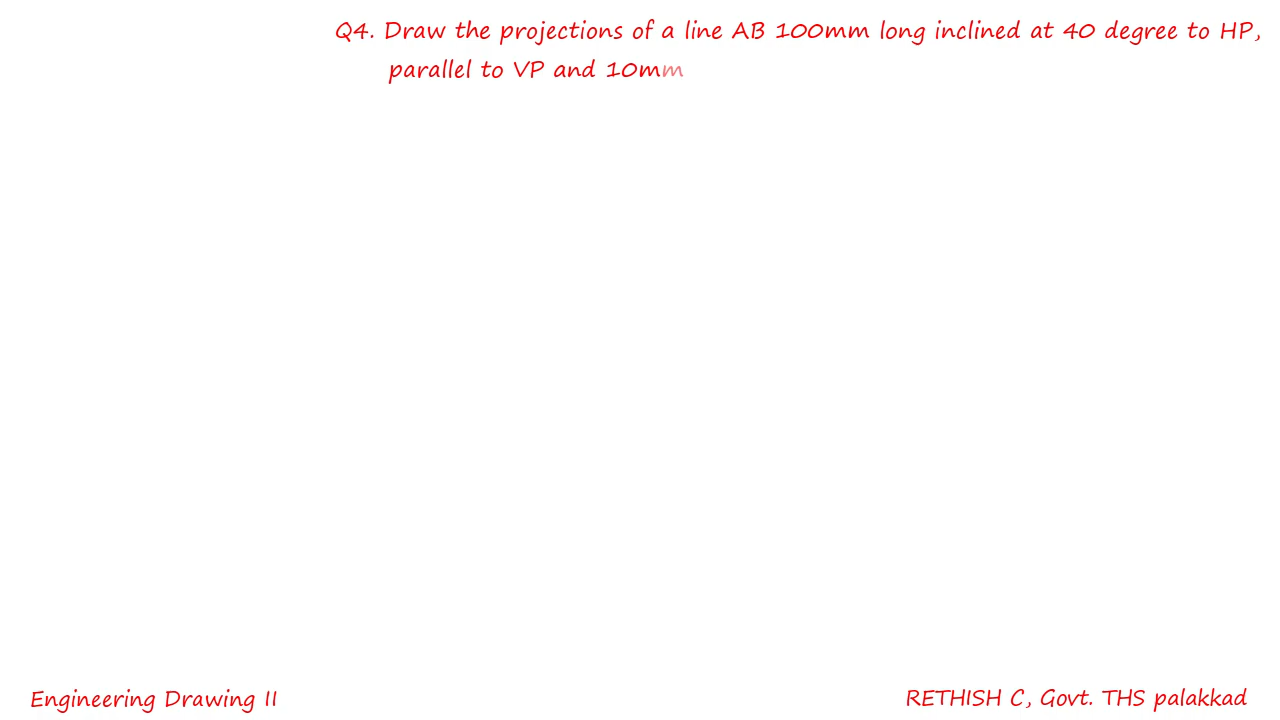 Q4. Draw the projections of a line AB 100mm long inclined at 40 degree to HP,
parallel to VP and 10mm
Engineering Drawing II
RETHISH C, Govt. THS palakkad